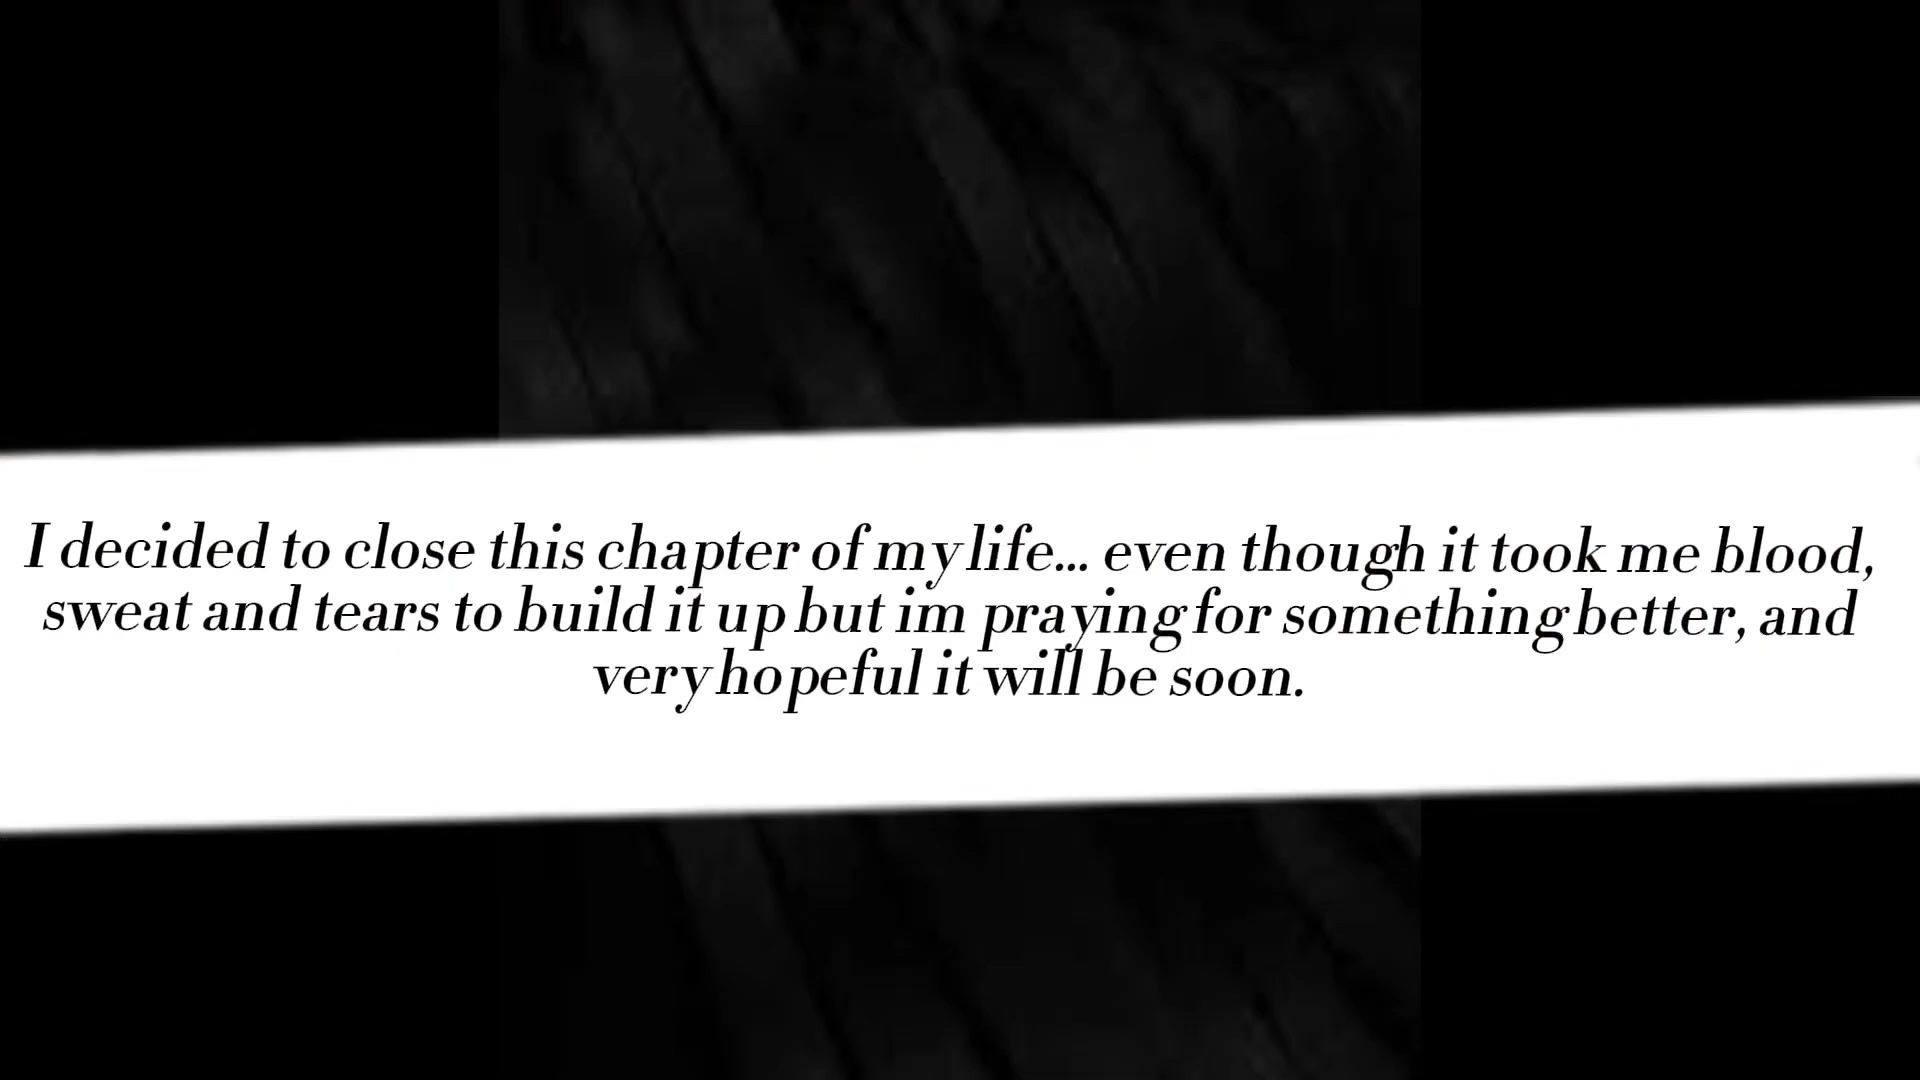 I decided to close this chapter of my life... even though it took me blood,
sweat and tears to build it up but im praying for something better, and
very hopeful it will be soon.